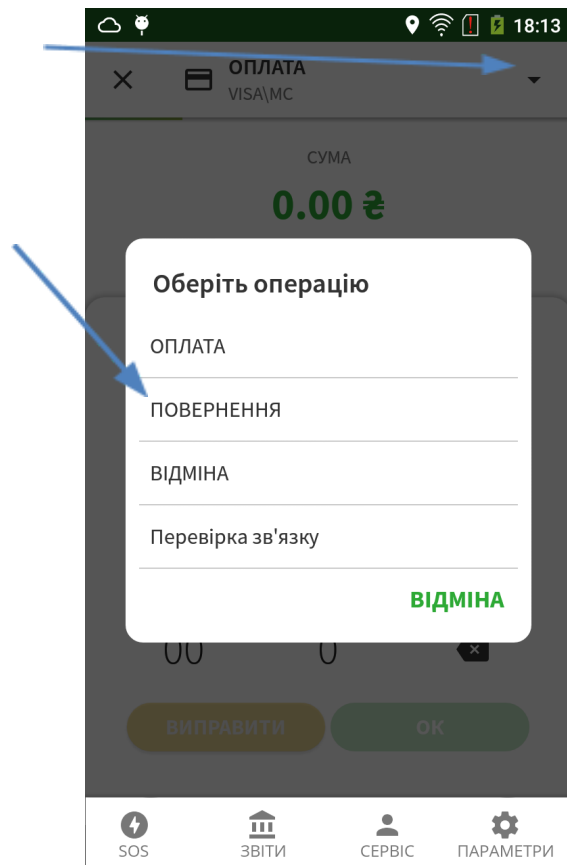 18:13
ОПЛАТА
VISA\MC
СУМА
0.00 ₴
Оберіть операцію
ОПЛАТА
ПОВЕРНЕННЯ
ВІДМІНА
Перевірка зв'язку
ВІДМІНА
00 0
ВИПРАВИТИ ОК
SOS ЗВІТИ СЕРВІС ПАРАМЕТРИ